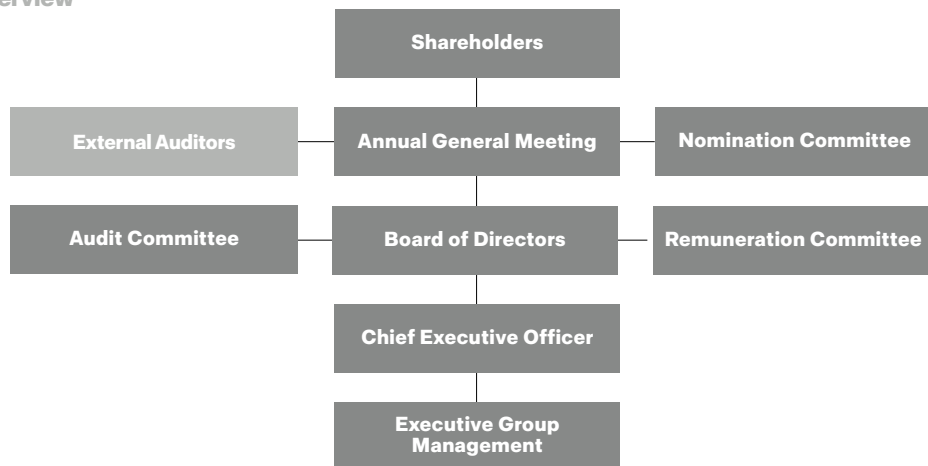 Shareholders
External Auditors
Annual General Meeting
Nomination Committee
Audit Committee
Board of Directors
Remuneration Committee
Chief Executive Officer
Executive Group
Management